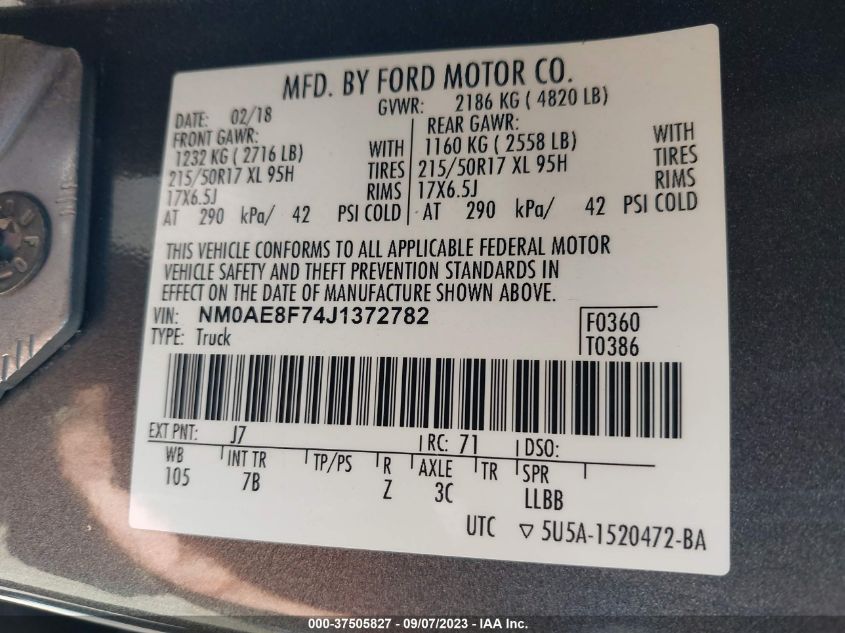 MFD. BY FORD MOTOR CO.
DATE: 02/18 GVWR: 2186 KG ( 4820 LB)
FRONT GAWR: REAR GAWR:
1232 KG ( 2716 LB) WITH 1160 KG ( 2558 LB) WITH
215/50R17 XL 95H TIRES 215/50R17 XL 95H TIRES
17X6.5J RIMS 17X6.5J RIMS
AT 290 kPa/ 42 PSI COLD AT 290 kPa/ 42 PSI COLD
THIS VEHICLE CONFORMS TO ALL APPLICABLE FEDERAL MOTOR
VEHICLE SAFETY AND THEFT PREVENTION STANDARDS IN
EFFECT ON THE DATE OF MANUFACTURE SHOWN ABOVE.
VIN: NM0AE8F74J1372782 F0360
TYPE: Truck T0386
EXT PNT: J7 RC: 71 DSO:
WB INT TR TP/PS R AXLE TR SPR
105 7B Z 3C LLBB
UTC ▽ 5U5A-1520472-BA
000-37505827 - 09/07/2023 - IAA Inc.